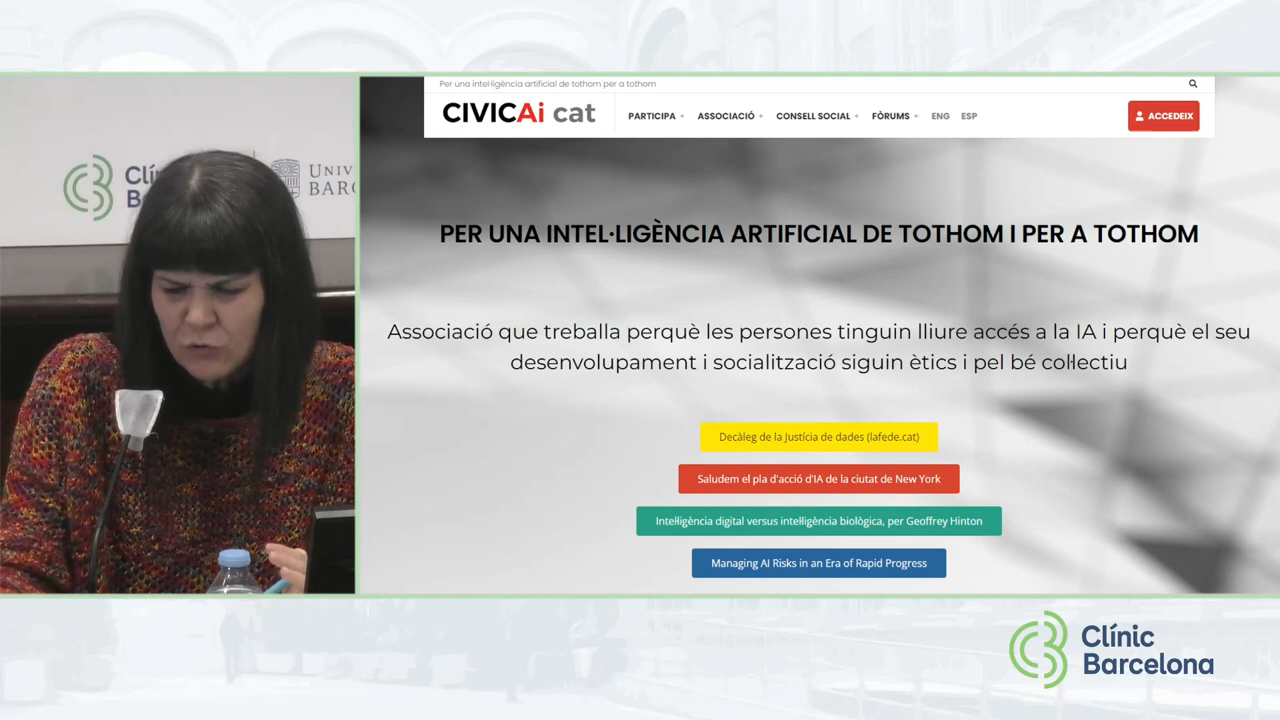 Clínic
Barcelona
UNIV
BARC
Per una intel·ligència artificial de tothom per a tothom
CIVICAi cat
PARTICIPA
ASSOCIACIÓ
CONSELL SOCIAL
FÒRUMS
ENG
ESP
ACCEDEIX
PER UNA INTEL·LIGÈNCIA ARTIFICIAL DE TOTHOM I PER A TOTHOM
Associació que treballa perquè les persones tinguin lliure accés a la IA i perquè el seu
desenvolupament i socialització siguin ètics i pel bé col·lectiu
Decàleg de la Justícia de dades (lafede.cat)
Saludem el pla d'acció d'IA de la ciutat de New York
Intel·ligència digital versus intel·ligència biològica, per Geoffrey Hinton
Managing AI Risks in an Era of Rapid Progress
Clínic
Barcelona